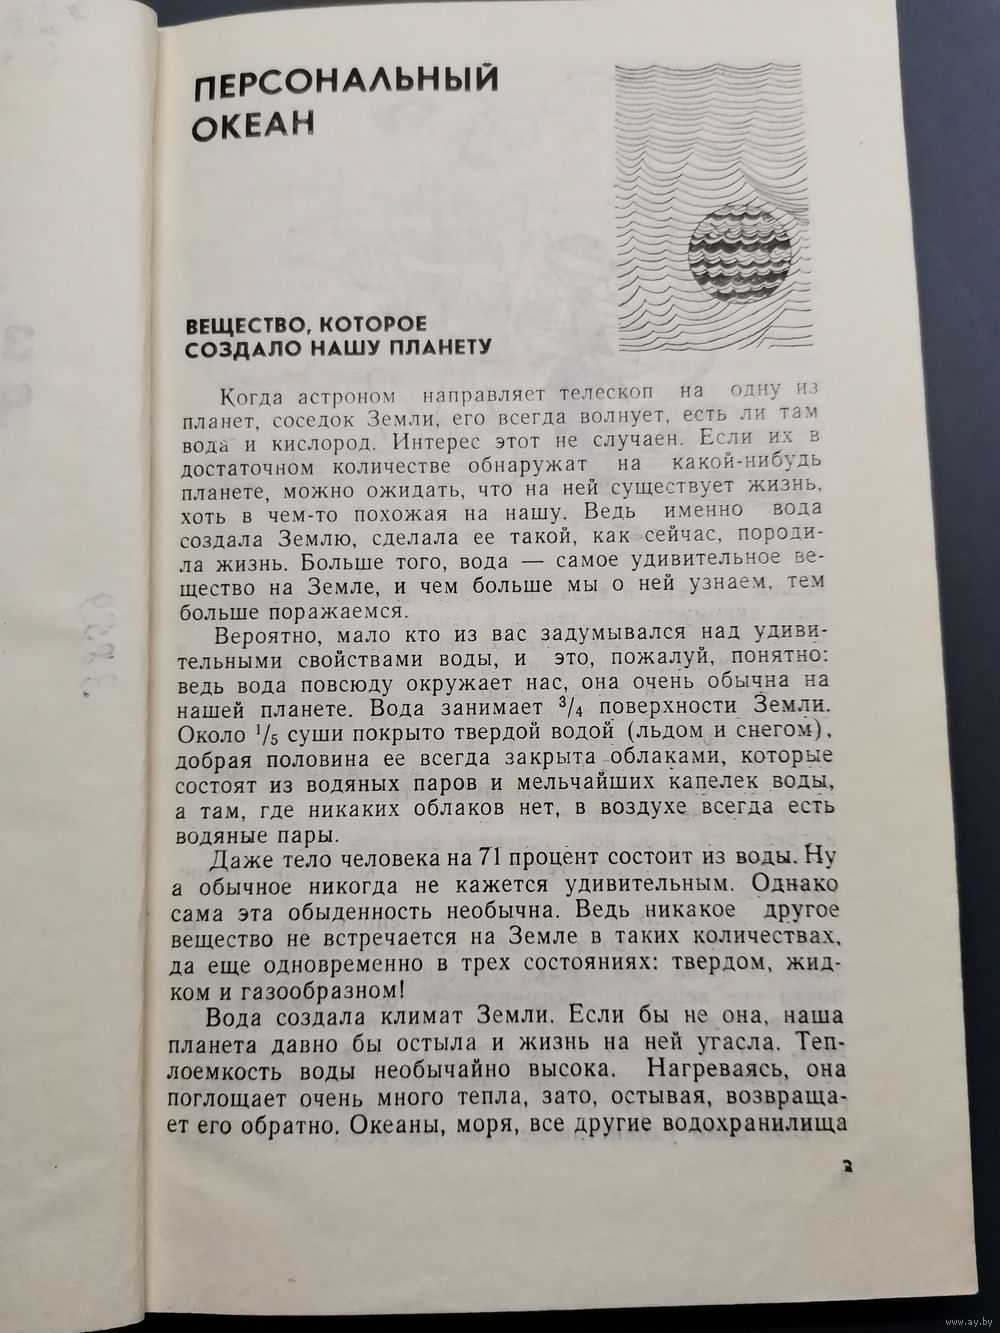 ПЕРСОНАЛЬНЫЙ
ОКЕАН
ВЕЩЕСТВО, КОТОРОЕ
СОЗДАЛО НАШУ ПЛАНЕТУ
Когда астроном направляет телескоп на одну из
планет, соседок Земли, его всегда волнует, есть ли там
вода и кислород. Интерес этот не случаен. Если их в
достаточном количестве обнаружат на какой-нибудь
планете, можно ожидать, что на ней существует жизнь,
хоть в чем-то похожая на нашу. Ведь именно вода
создала Землю, сделала ее такой, как сейчас, породи-
ла жизнь. Больше того, вода — самое удивительное ве-
щество на Земле, и чем больше мы о ней узнаем, тем
больше поражаемся.
Вероятно, мало кто из вас задумывался над удиви-
тельными свойствами воды, и это, пожалуй, понятно:
ведь вода повсюду окружает нас, она очень обычна на
нашей планете. Вода занимает 3/4 поверхности Земли.
Около 1/5 суши покрыто твердой водой (льдом и снегом),
добрая половина ее всегда закрыта облаками, которые
состоят из водяных паров и мельчайших капелек воды,
а там, где никаких облаков нет, в воздухе всегда есть
водяные пары.
Даже тело человека на 71 процент состоит из воды. Ну
а обычное никогда не кажется удивительным. Однако
сама эта обыденность необычна. Ведь никакое другое
вещество не встречается на Земле в таких количествах,
да еще одновременно в трех состояниях: твердом, жид-
ком и газообразном!
Вода создала климат Земли. Если бы не она, наша
планета давно бы остыла и жизнь на ней угасла. Теп-
лоемкость воды необычайно высока. Нагреваясь, она
поглощает очень много тепла, зато, остывая, возвраща-
ет его обратно. Океаны, моря, все другие водохранилища
www.ay.by